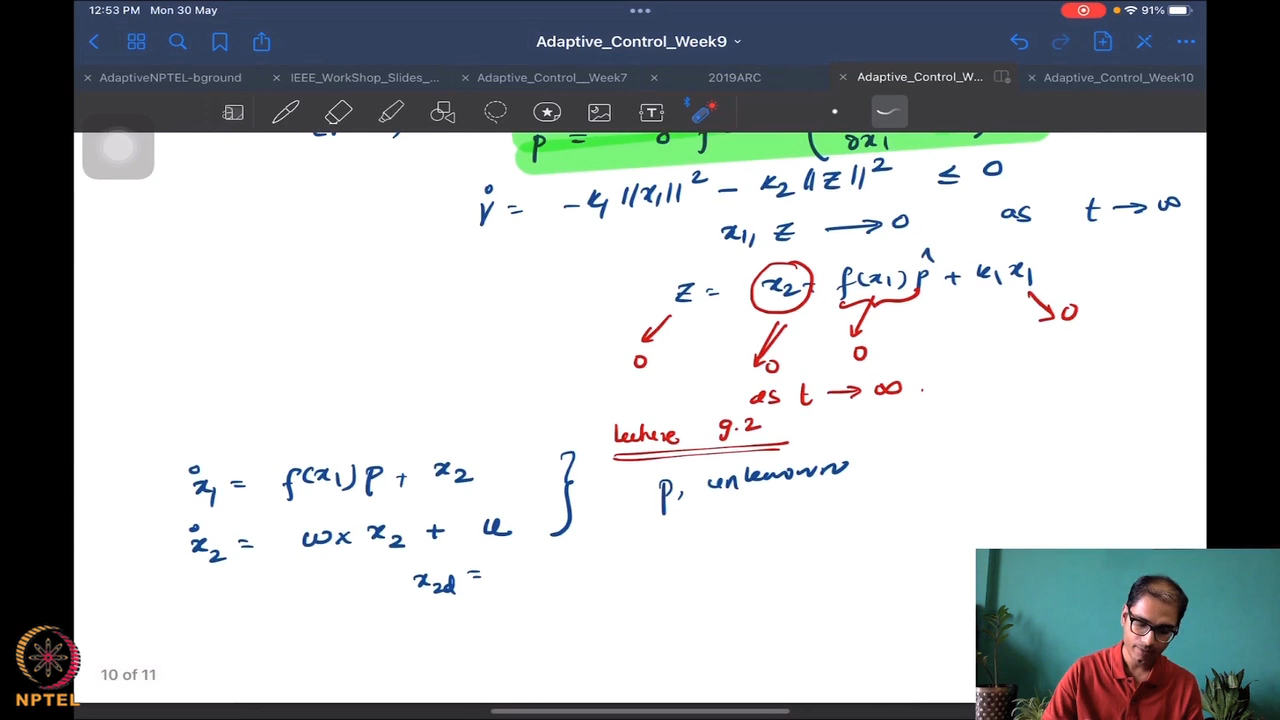 12:53 PM Mon 30 May
91%
Adaptive_Control_Week9
AdaptiveNPTEL-bground
IEEE_WorkShop_Slides_...
Adaptive_Control__Week7
2019ARC
Adaptive_Control_W...
Adaptive_Control_Week10
∂x₁
V̇ = -k₁||x₁||² - k₂||z||² ≤ 0
x₁, z → 0 as t → ∞
z = x₂ + f(x₁)p̂ + k₁x₁
0 0 0 0
as t → ∞
Lecture 9.2
ẋ₁ = f(x₁)p + x₂
p, unknown
ẋ₂ = ω× x₂ + u
x₂d =
10 of 11
NPTEL